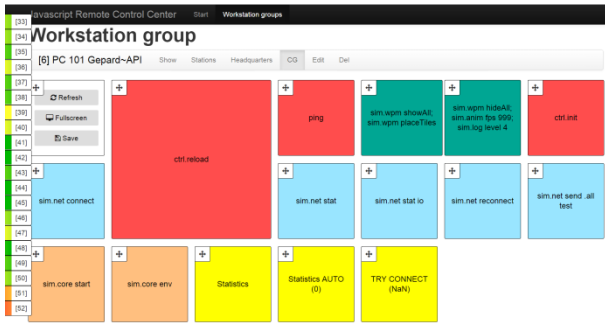 Javascript Remote Control Center Start Workstation groups
Workstation group
[6] PC 101 Gepard~API Show Stations Headquarters CG Edit Del
[33]
[34]
[35]
[36]
[37]
[38]
[39]
[40]
[41]
[42]
[43]
[44]
[45]
[46]
[47]
[48]
[49]
[50]
[51]
[52]
Refresh
Fullscreen
Save
ctrl.reload
ping
sim.wpm showAll;
sim.wpm placeTiles
sim.wpm hideAll;
sim.anim fps 999;
sim.log level 4
ctrl.init
sim.net connect
sim.net stat
sim.net stat io
sim.net reconnect
sim.net send .all
test
sim.core start
sim.core env
Statistics
Statistics AUTO
(0)
TRY CONNECT
(NaN)